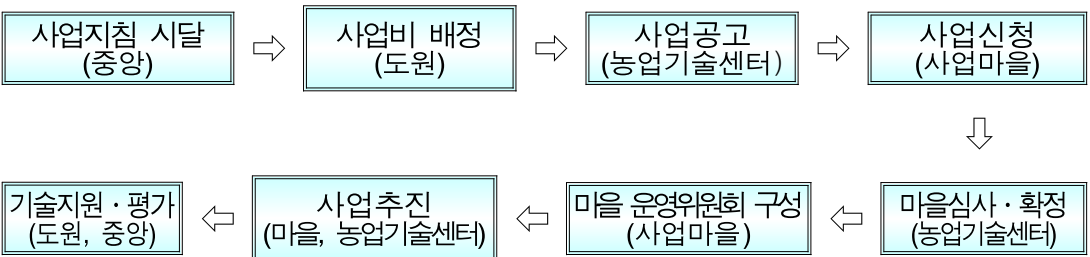 사업지침 시달
(중앙)
사업비 배정
(도원)
사업공고
(농업기술센터)
사업신청
(사업마을)
마을심사·확정
(농업기술센터)
마을 운영위원회 구성
(사업마을)
사업추진
(마을, 농업기술센터)
기술지원·평가
(도원, 중앙)